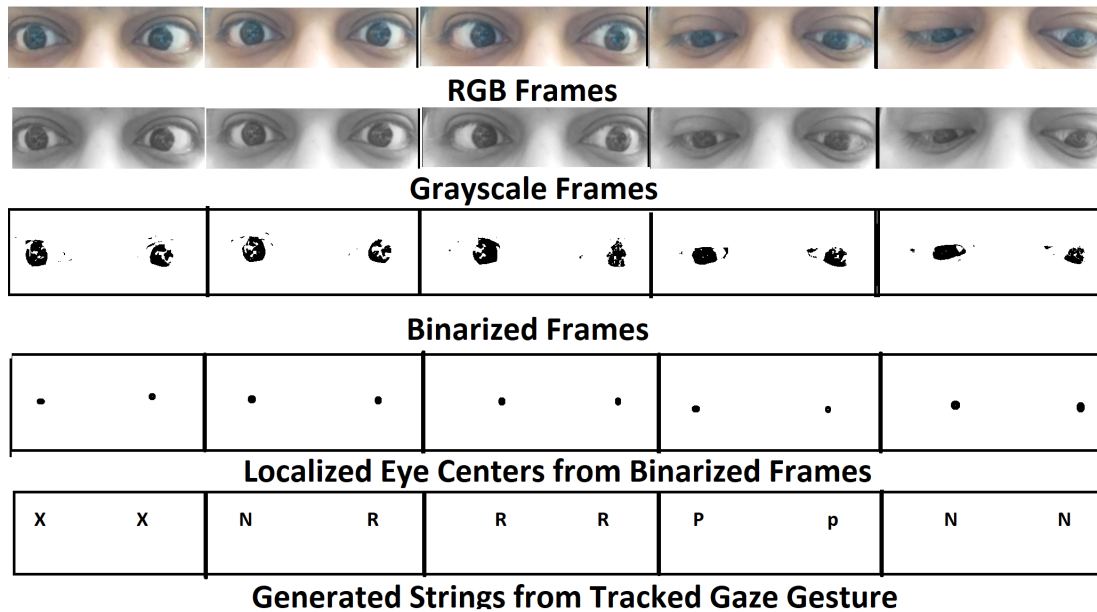 RGB Frames
Grayscale Frames
Binarized Frames
Localized Eye Centers from Binarized Frames
X X N R R R P p N N
Generated Strings from Tracked Gaze Gesture